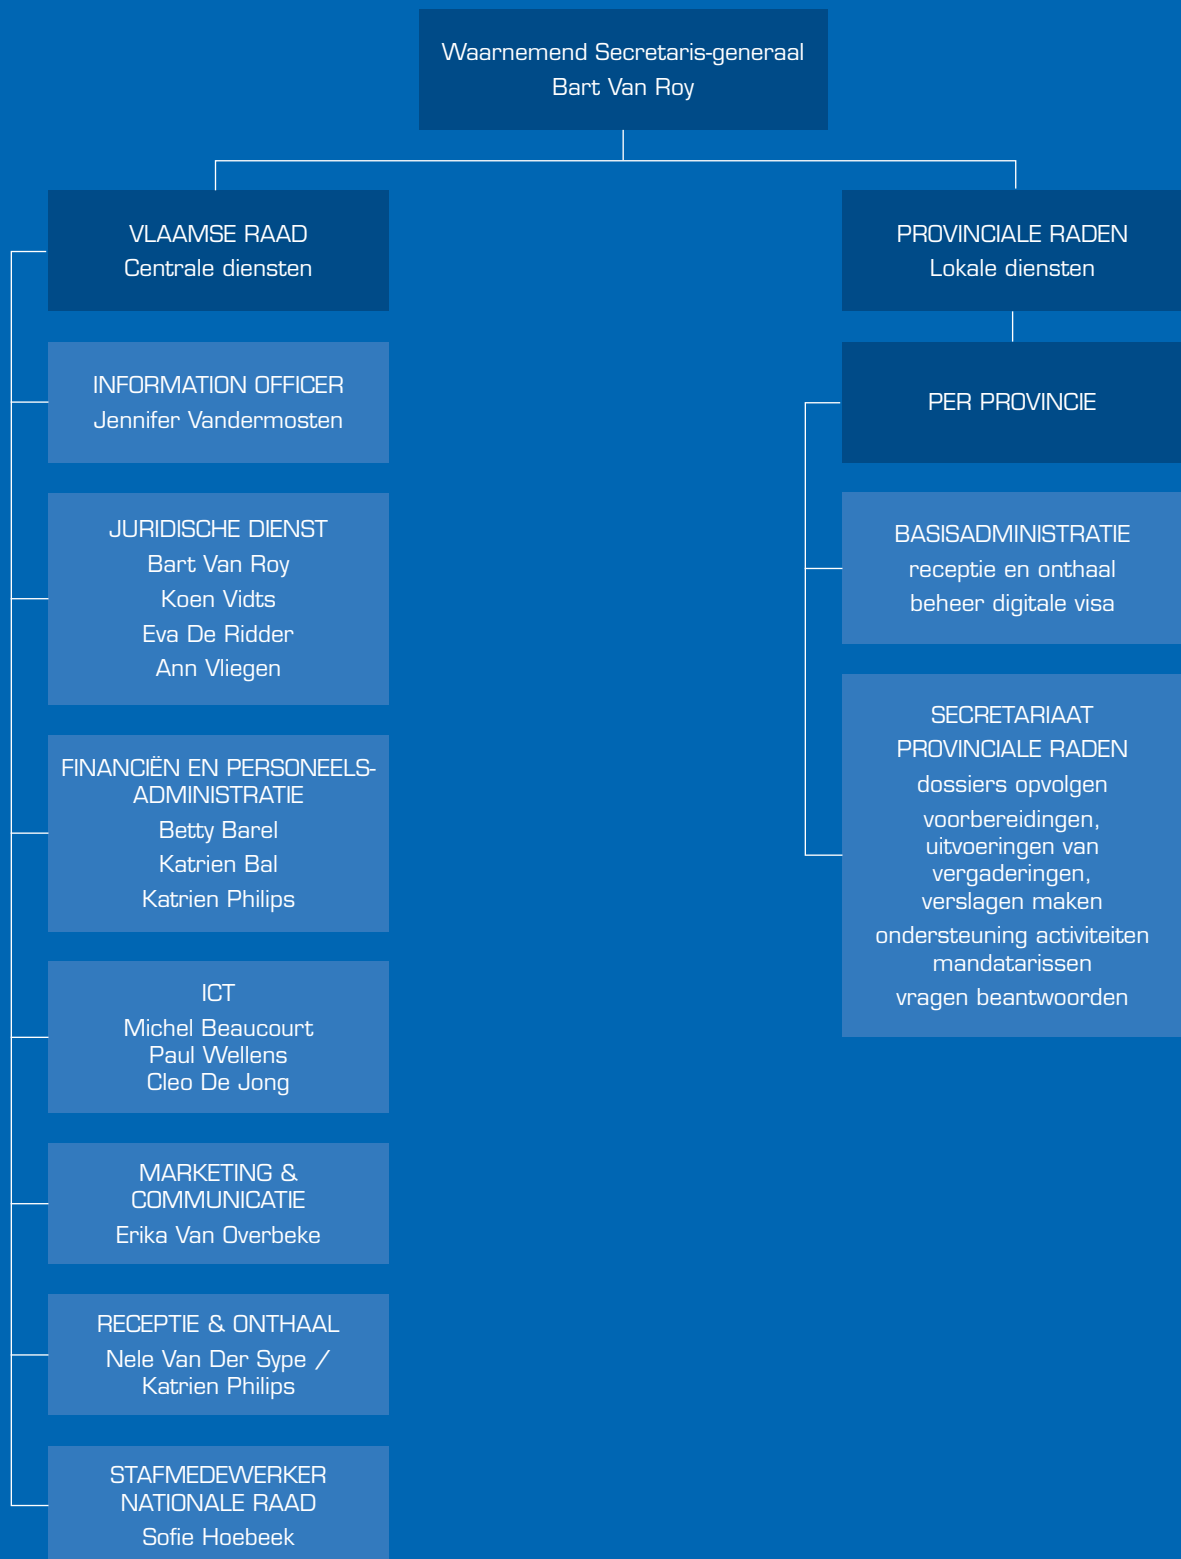 Waarnemend Secretaris-generaal
Bart Van Roy
VLAAMSE RAAD
Centrale diensten
INFORMATION OFFICER
Jennifer Vandermosten
JURIDISCHE DIENST
Bart Van Roy
Koen Vidts
Eva De Ridder
Ann Vliegen
FINANCIËN EN PERSONEELS-
ADMINISTRATIE
Betty Barel
Katrien Bal
Katrien Philips
ICT
Michel Beaucourt
Paul Wellens
Cleo De Jong
MARKETING &
COMMUNICATIE
Erika Van Overbeke
RECEPTIE & ONTHAAL
Nele Van Der Sype /
Katrien Philips
STAFMEDEWERKER
NATIONALE RAAD
Sofie Hoebeek
PROVINCIALE RADEN
Lokale diensten
PER PROVINCIE
BASISADMINISTRATIE
receptie en onthaal
beheer digitale visa
SECRETARIAAT
PROVINCIALE RADEN
dossiers opvolgen
voorbereidingen,
uitvoeringen van
vergaderingen,
verslagen maken
ondersteuning activiteiten
mandatarissen
vragen beantwoorden